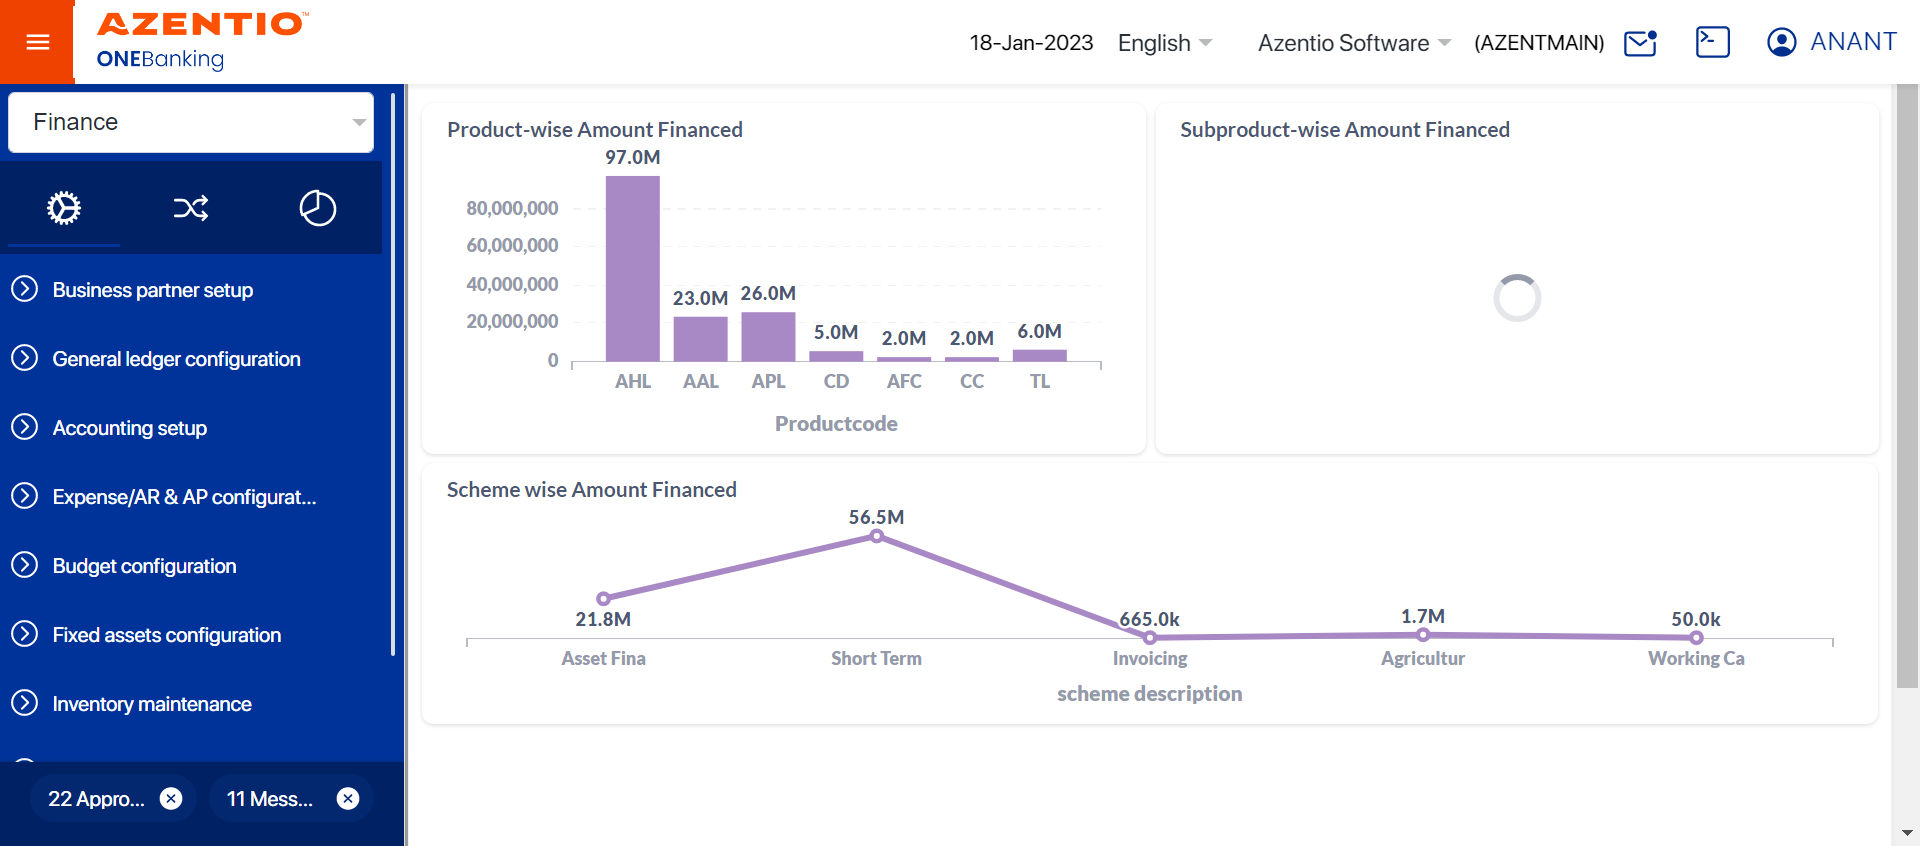 AZENTIO™
ONEBanking
18-Jan-2023 English Azentio Software (AZENTMAIN) ANANT
Finance
Business partner setup
General ledger configuration
Accounting setup
Expense/AR & AP configurat...
Budget configuration
Fixed assets configuration
Inventory maintenance
22 Appro...
11 Mess...
Product-wise Amount Financed
97.0M
80,000,000
60,000,000
40,000,000
20,000,000
0
23.0M
26.0M
5.0M
2.0M
2.0M
6.0M
AHL AAL APL CD AFC CC TL
Productcode
Subproduct-wise Amount Financed
Scheme wise Amount Financed
56.5M
21.8M
665.0k
1.7M
50.0k
Asset Fina Short Term Invoicing Agricultur Working Ca
scheme description